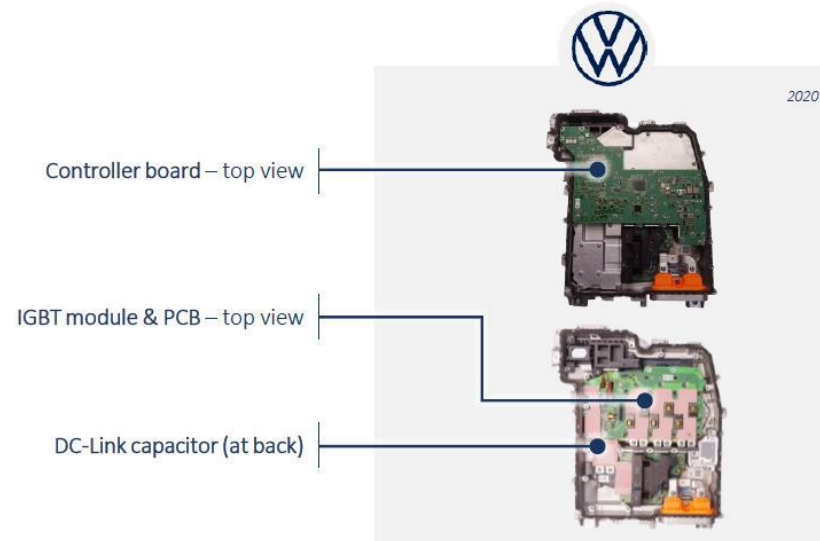 2020
Controller board – top view
IGBT module & PCB – top view
DC-Link capacitor (at back)